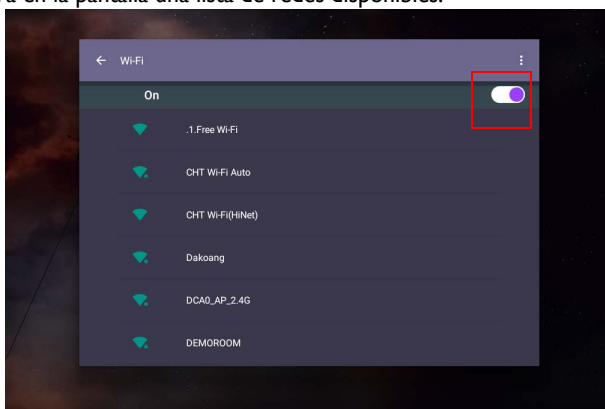 en la pantalla una lista de redes disponibles.
Wi-Fi
On
.1.Free Wi-Fi
CHT Wi-Fi Auto
CHT Wi-Fi(HiNet)
Dakoang
DCA0_AP_2.4G
DEMOROOM